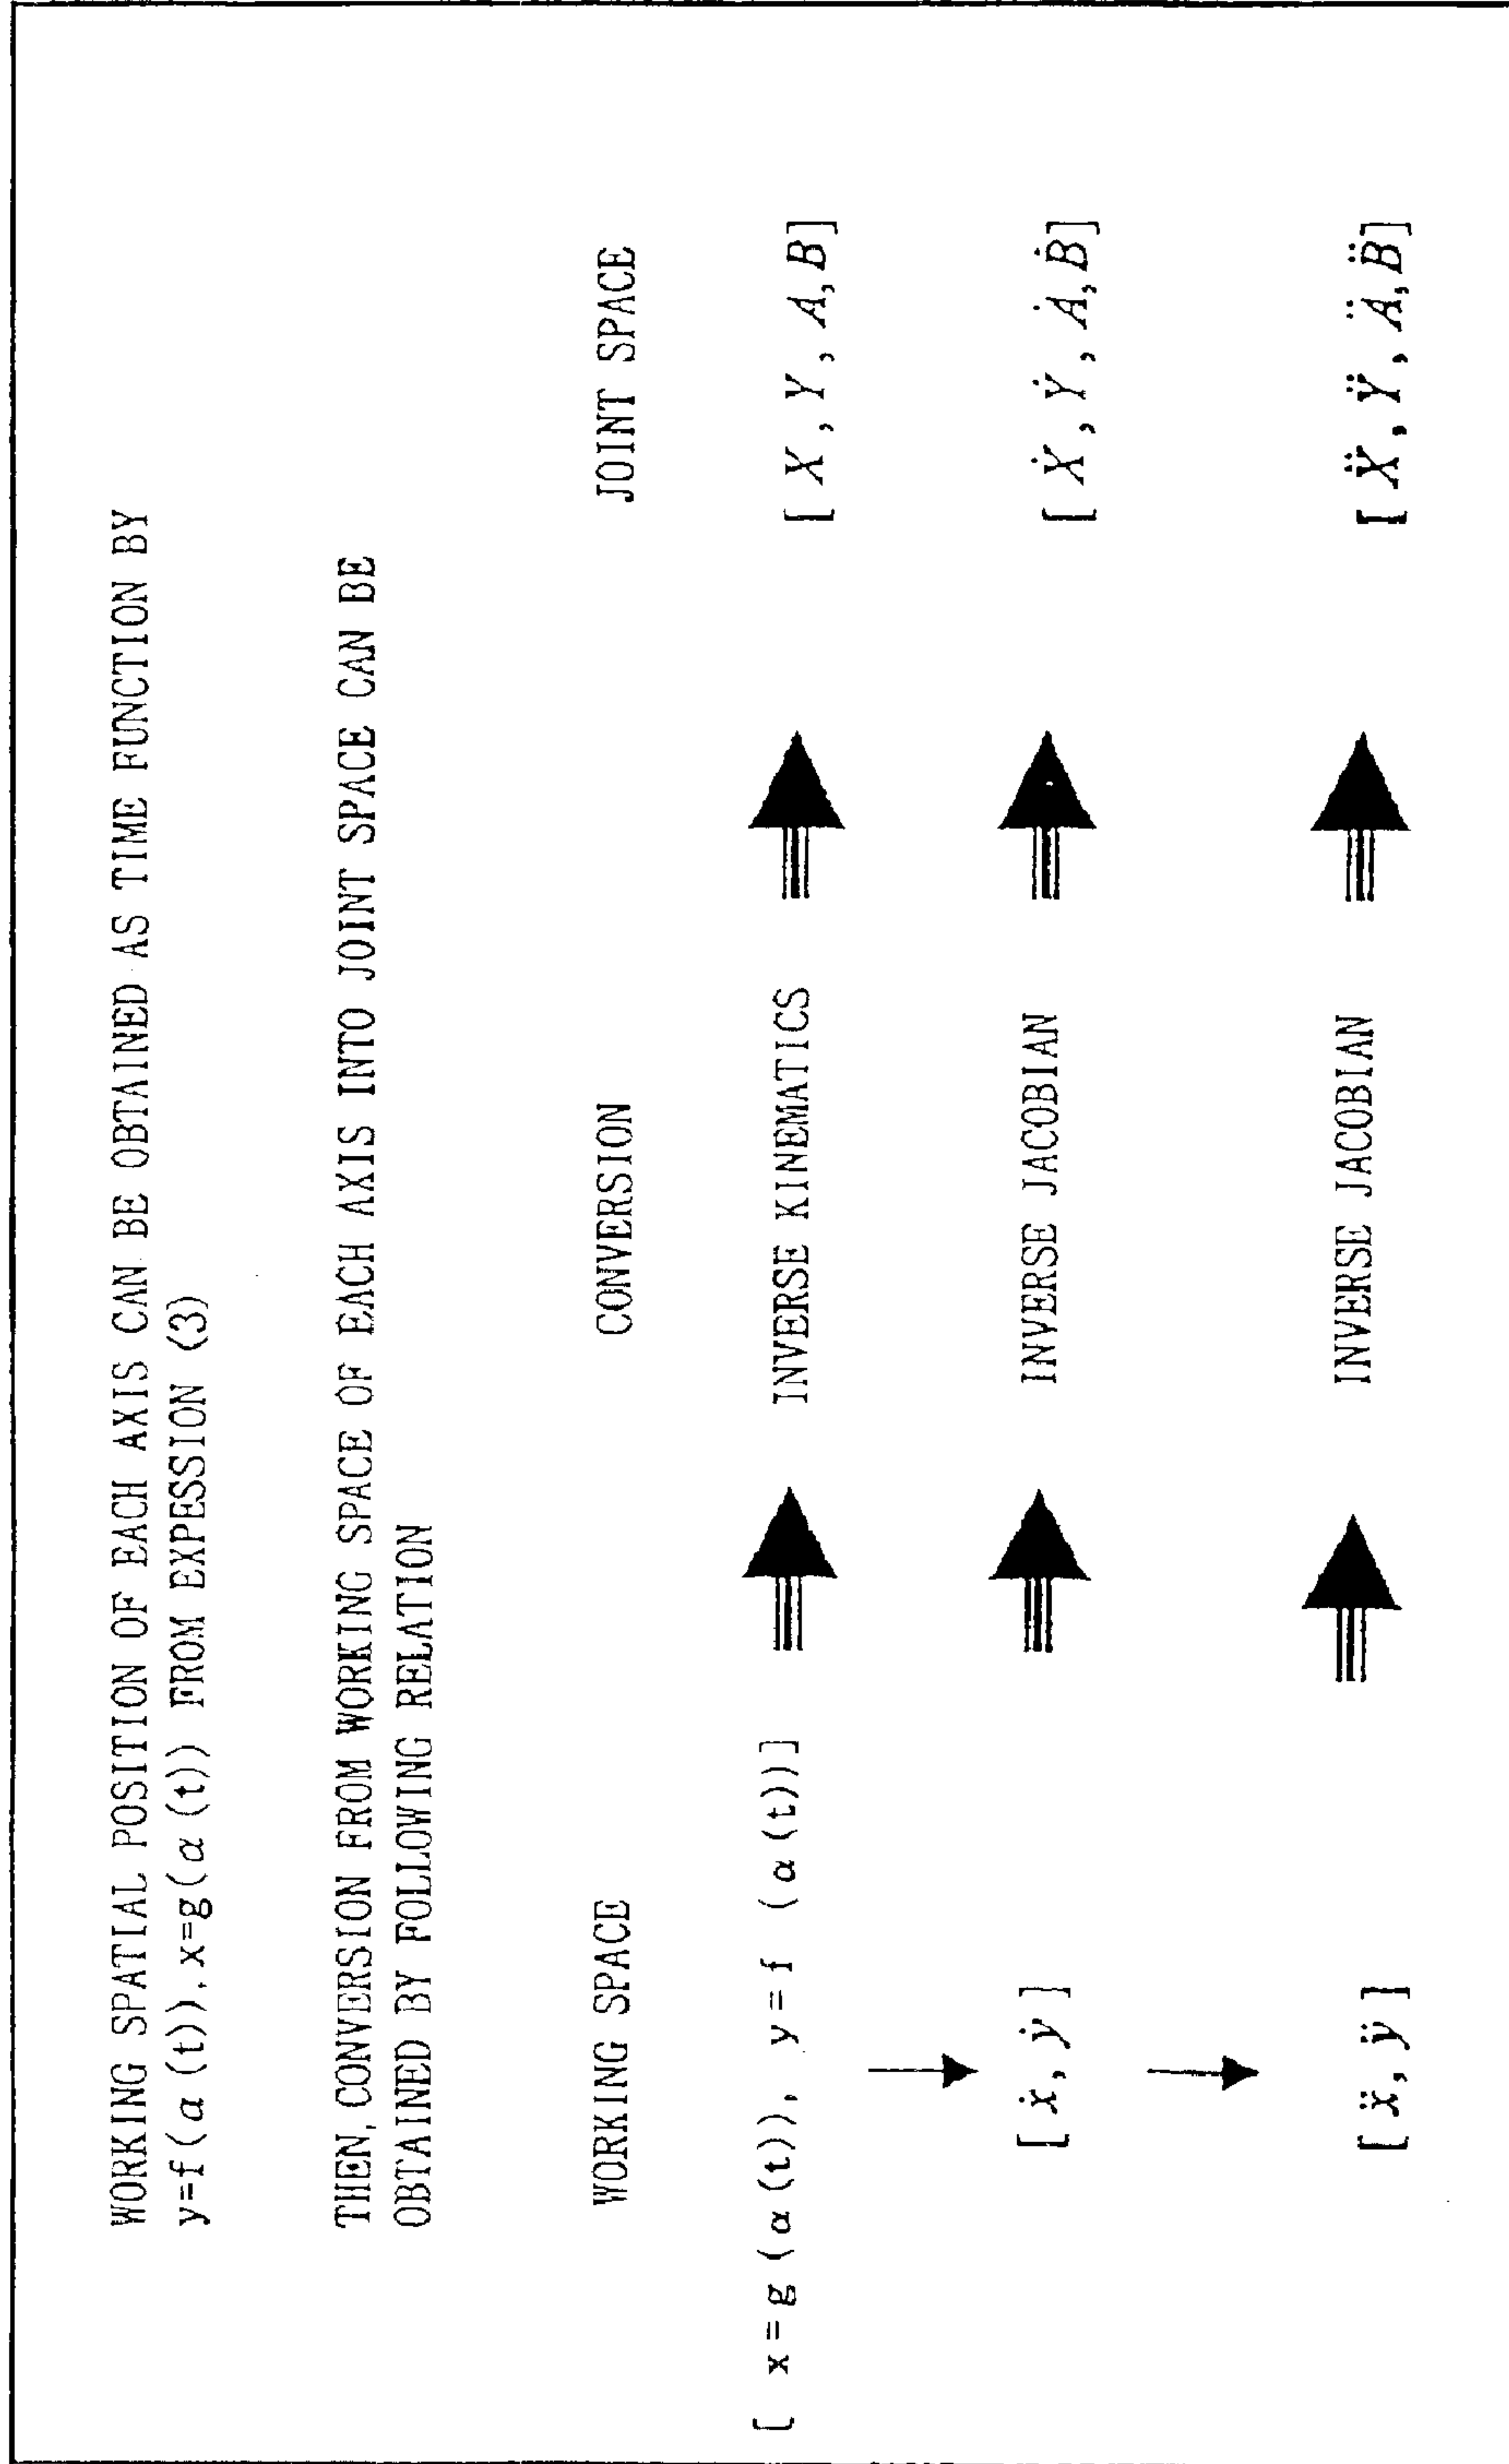 WORKING SPATIAL POSITION OF EACH AXIS CAN BE OBTAINED AS TIME FUNCTION BY
y=f(α(t)),x=g(α(t)) FROM EXPESSION (3)
THEN, CONVERSION FROM WORKING SPACE OF EACH AXIS INTO JOINT SPACE CAN BE
OBTAINED BY FOLLOWING RELATION
WORKING SPACE CONVERSION JOINT SPACE
[ x=g(α(t)), y=f (α(t))] INVERSE KINEMATICS [X,Y,A,B]
[ẋ,ẏ] INVERSE JACOBIAN [Ẋ,Ẏ,Ȧ,Ḃ]
[ẍ,ÿ] INVERSE JACOBIAN [Ẍ,Ÿ,Ä,B̈]